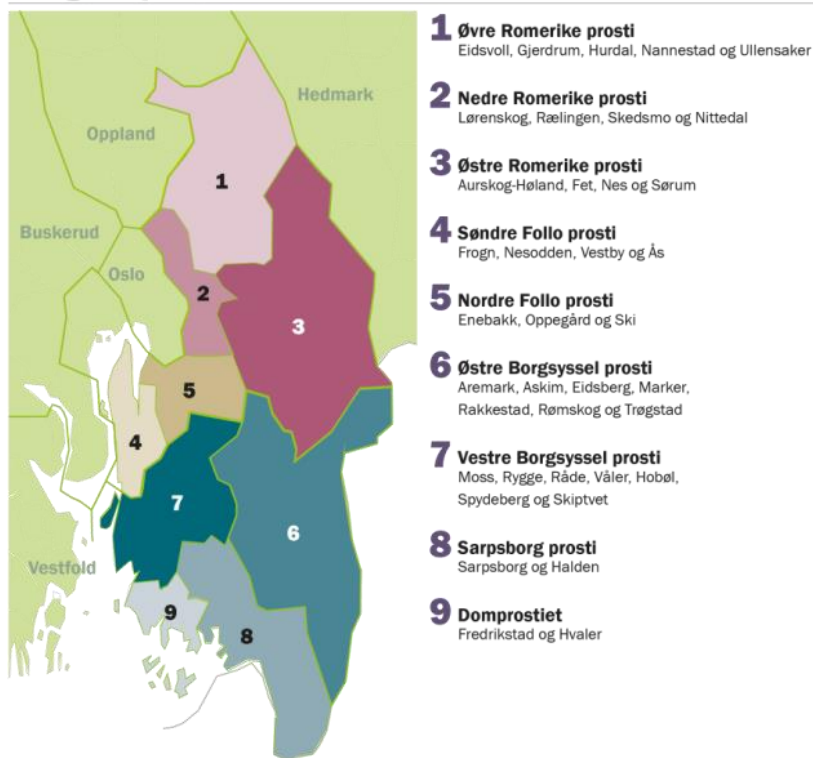 Hedmark
Oppland
1
Buskerud
Oslo
2
3
5
4
7
6
Vestfold
9
8
1 Øvre Romerike prosti
Eidsvoll, Gjerdrum, Hurdal, Nannestad og Ullensaker
2 Nedre Romerike prosti
Lørenskog, Rælingen, Skedsmo og Nittedal
3 Østre Romerike prosti
Aurskog-Høland, Fet, Nes og Sørum
4 Søndre Follo prosti
Frogn, Nesodden, Vestby og Ås
5 Nordre Follo prosti
Enebakk, Oppegård og Ski
6 Østre Borgsyssel prosti
Aremark, Askim, Eidsberg, Marker,
Rakkestad, Rømskog og Trøgstad
7 Vestre Borgsyssel prosti
Moss, Rygge, Råde, Våler, Hobøl,
Spydeberg og Skiptvet
8 Sarpsborg prosti
Sarpsborg og Halden
9 Domprostiet
Fredrikstad og Hvaler